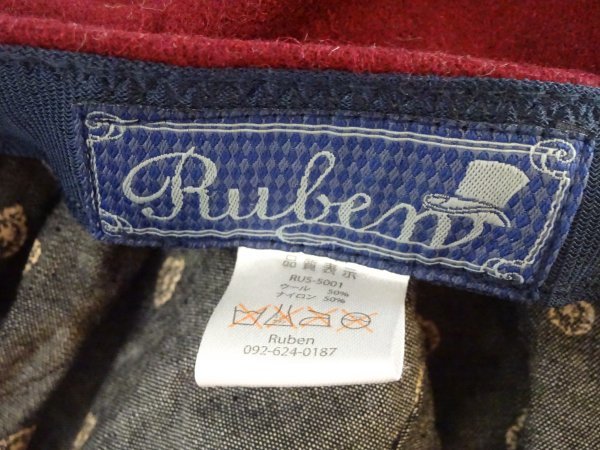 Ruben
品質表示
RUS-5001
ウール 50%
ナイロン 50%
Ruben
092-624-0187